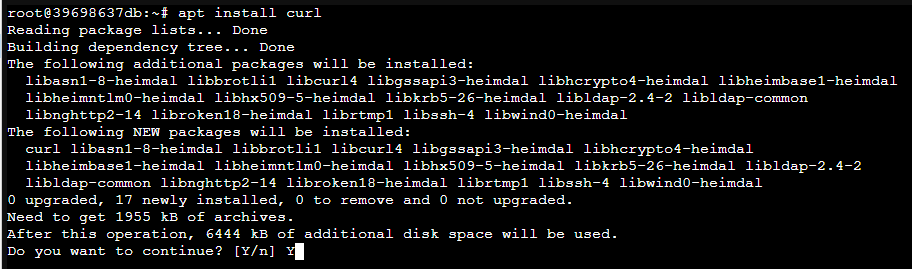 root@39698637db:~# apt install curl
Reading package lists... Done
Building dependency tree... Done
The following additional packages will be installed:
  libasn1-8-heimdal libbrotli1 libcurl4 libgssapi3-heimdal libhcrypto4-heimdal libheimbase1-heimdal
  libheimntlm0-heimdal libhx509-5-heimdal libkrb5-26-heimdal libldap-2.4-2 libldap-common
  libnghttp2-14 libroken18-heimdal librtmp1 libssh-4 libwind0-heimdal
The following NEW packages will be installed:
  curl libasn1-8-heimdal libbrotli1 libcurl4 libgssapi3-heimdal libhcrypto4-heimdal
  libheimbase1-heimdal libheimntlm0-heimdal libhx509-5-heimdal libkrb5-26-heimdal libldap-2.4-2
  libldap-common libnghttp2-14 libroken18-heimdal librtmp1 libssh-4 libwind0-heimdal
0 upgraded, 17 newly installed, 0 to remove and 0 not upgraded.
Need to get 1955 kB of archives.
After this operation, 6444 kB of additional disk space will be used.
Do you want to continue? [Y/n] Y